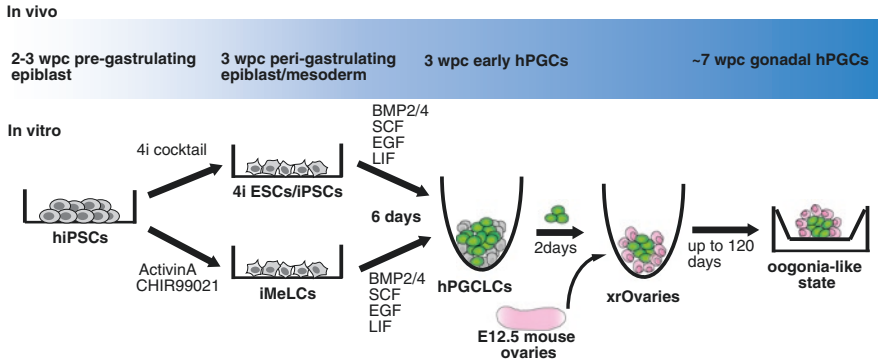 In vivo
2-3 wpc pre-gastrulating
epiblast
3 wpc peri-gastrulating
epiblast/mesoderm
3 wpc early hPGCs
~7 wpc gonadal hPGCs
In vitro
4i cocktail
BMP2/4
SCF
EGF
LIF
4i ESCs/iPSCs
hiPSCs
6 days
2days
up to 120
days
ActivinA
CHIR99021
iMeLCs
BMP2/4
SCF
EGF
LIF
hPGCLCs
xrOvaries
oogonia-like
state
E12.5 mouse
ovaries